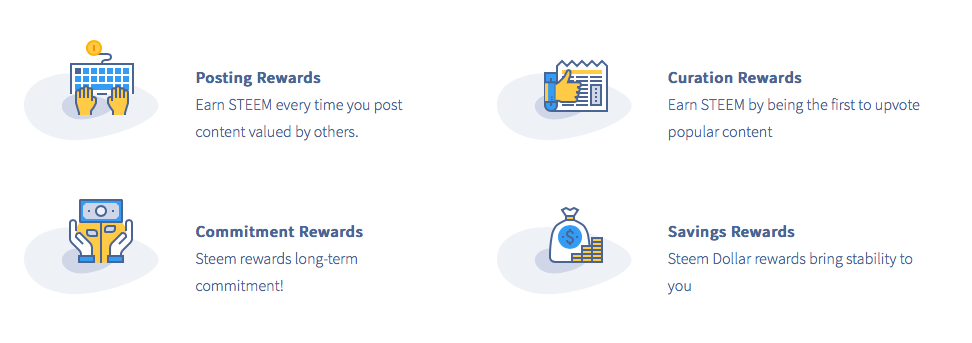 Posting Rewards
Earn STEEM every time you post
content valued by others.
Curation Rewards
Earn STEEM by being the first to upvote
popular content
Commitment Rewards
Steem rewards long-term
commitment!
Savings Rewards
Steem Dollar rewards bring stability to
you